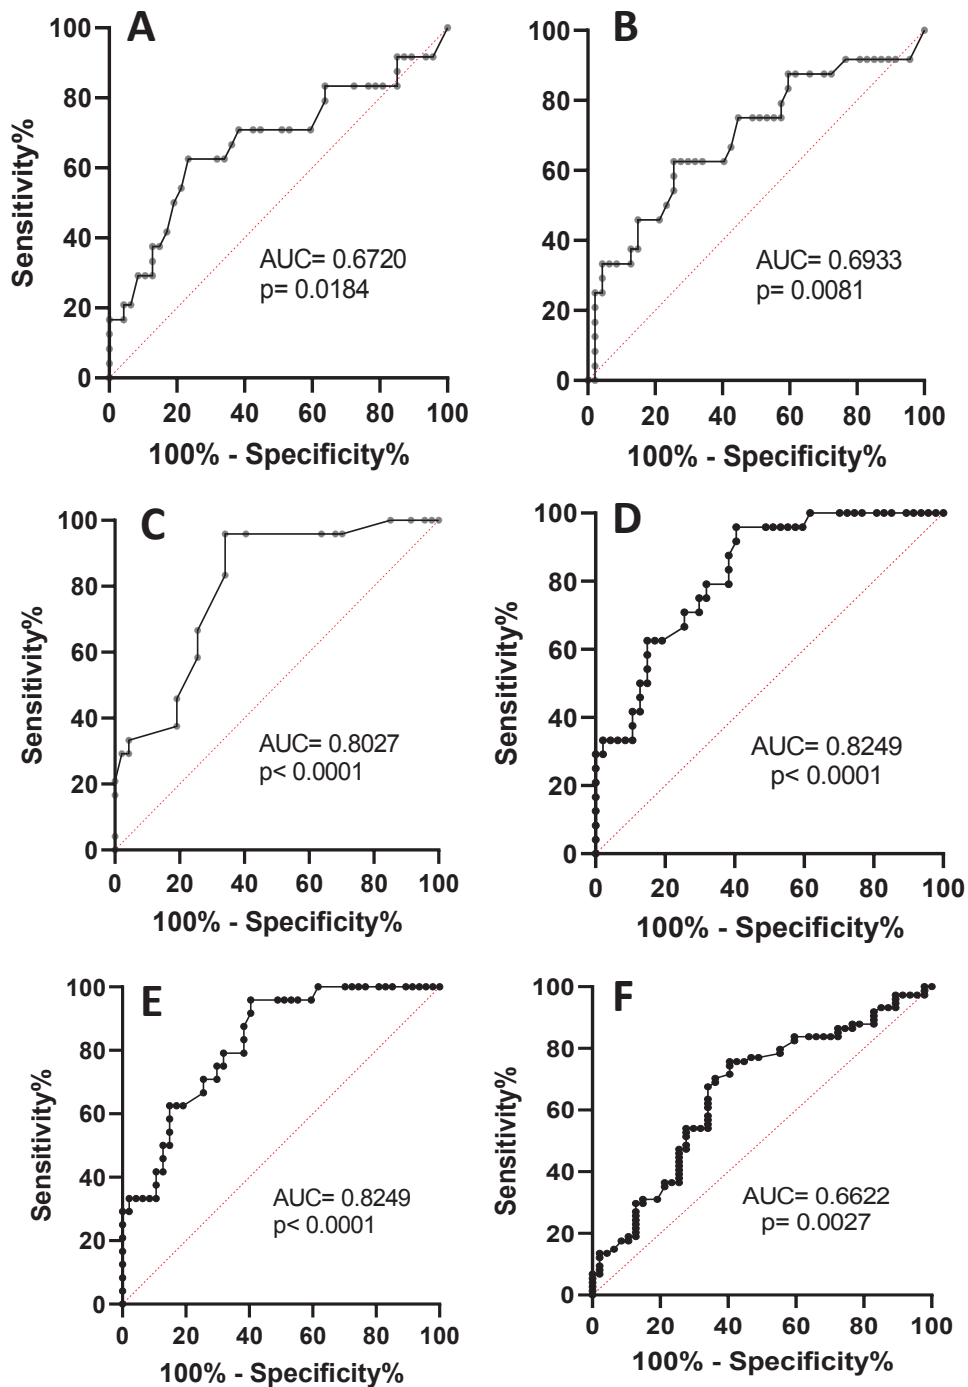 A
100
80
60
40
20
0
Sensitivity%
AUC= 0.6720
p= 0.0184
0 20 40 60 80 100
100% - Specificity%
B
100
80
60
40
20
0
AUC= 0.6933
p= 0.0081
0 20 40 60 80 100
100% - Specificity%
C
100
80
60
40
20
0
Sensitivity%
AUC= 0.8027
p< 0.0001
0 20 40 60 80 100
100% - Specificity%
D
100
80
60
40
20
0
Sensitivity%
AUC= 0.8249
p< 0.0001
0 20 40 60 80 100
100% - Specificity%
E
100
80
60
40
20
0
Sensitivity%
AUC= 0.8249
p< 0.0001
0 20 40 60 80 100
100% - Specificity%
F
100
80
60
40
20
0
Sensitivity%
AUC= 0.6622
p= 0.0027
0 20 40 60 80 100
100% - Specificity%